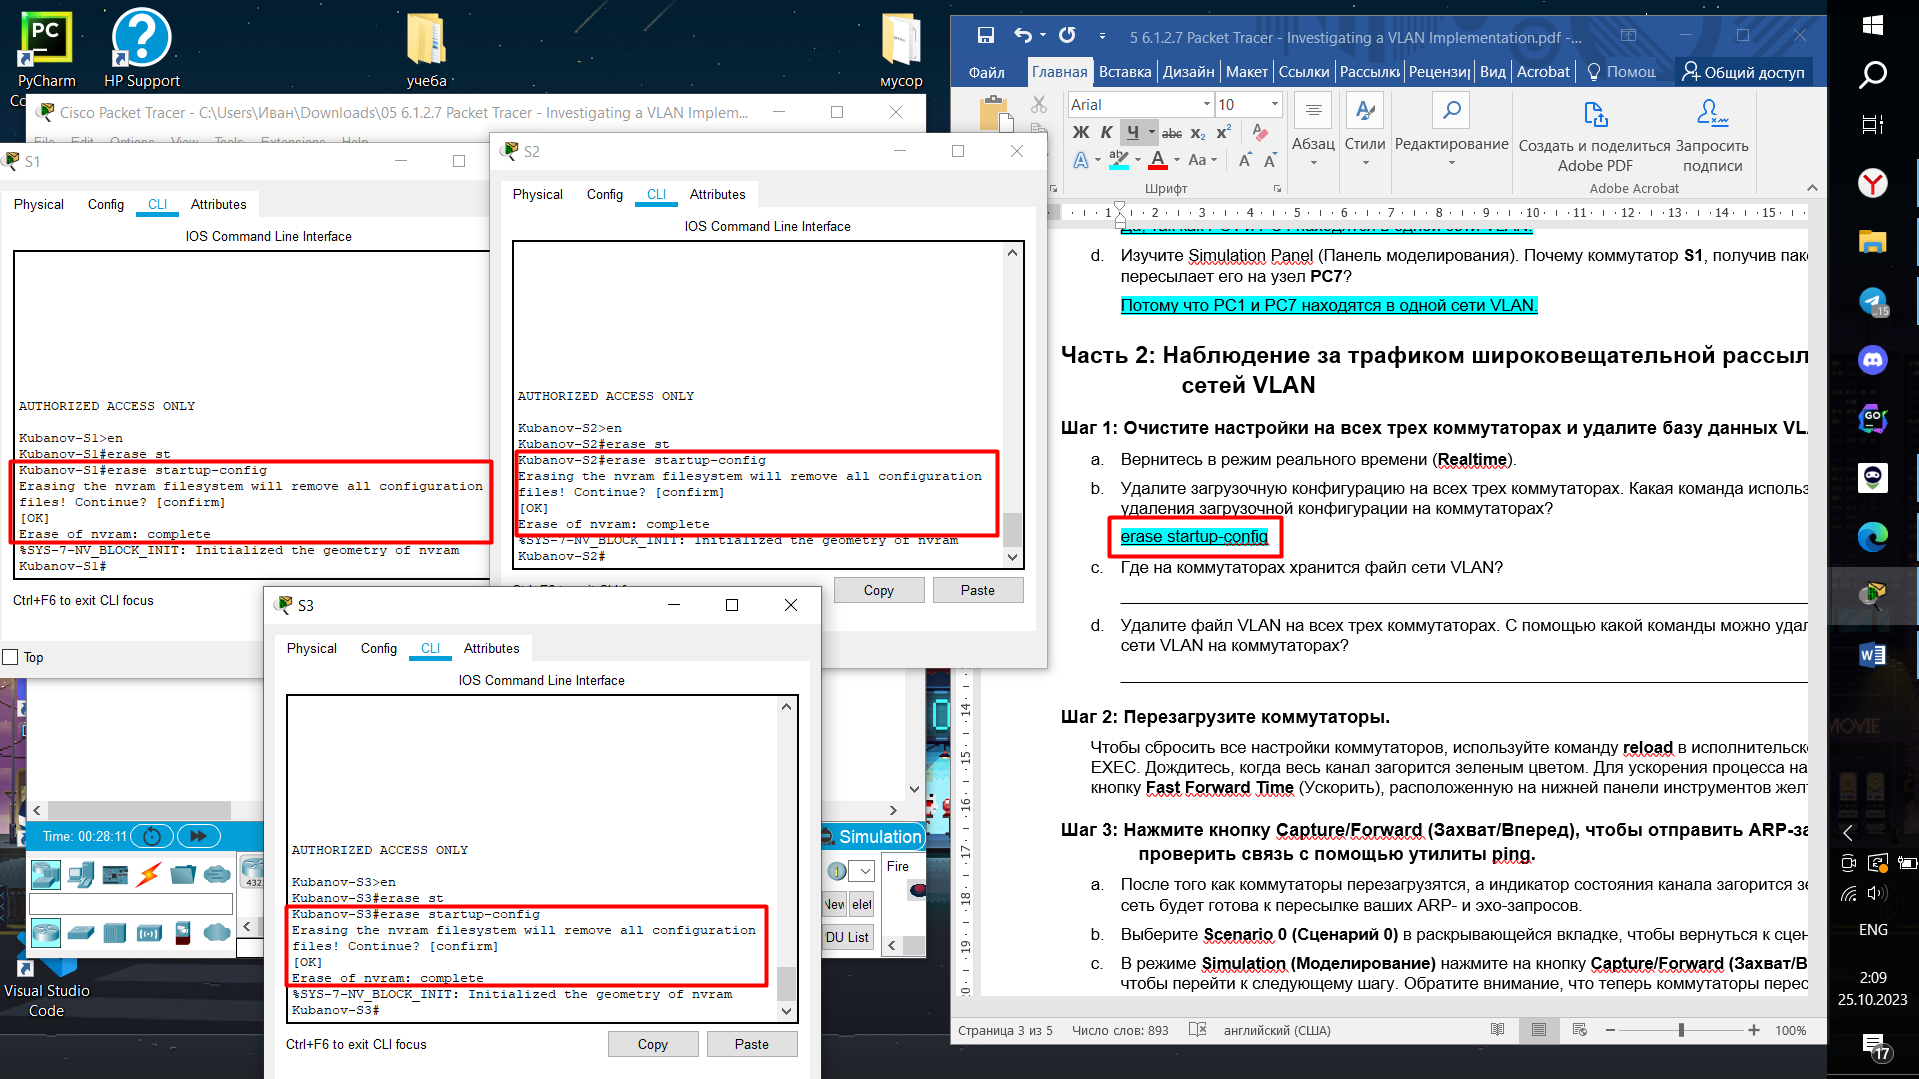 PyCharm
HP Support
учеба
мусор
Cisco Packet Tracer - C:\Users\Иван\Downloads\05 6.1.2.7 Packet Tracer - Investigating a VLAN Implem...
S1
Physical
Config
CLI
Attributes
IOS Command Line Interface
AUTHORIZED ACCESS ONLY
Kubanov-S1>en
Kubanov-S1#erase st
Kubanov-S1#erase startup-config
Erasing the nvram filesystem will remove all configuration
files! Continue? [confirm]
[OK]
Erase of nvram: complete
%SYS-7-NV_BLOCK_INIT: Initialized the geometry of nvram
Kubanov-S1#
Ctrl+F6 to exit CLI focus
Top
S2
Physical
Config
CLI
Attributes
IOS Command Line Interface
AUTHORIZED ACCESS ONLY
Kubanov-S2>en
Kubanov-S2#erase st
Kubanov-S2#erase startup-config
Erasing the nvram filesystem will remove all configuration
files! Continue? [confirm]
[OK]
Erase of nvram: complete
%SYS-7-NV_BLOCK_INIT: Initialized the geometry of nvram
Kubanov-S2#
Copy
Paste
S3
Physical
Config
CLI
Attributes
IOS Command Line Interface
AUTHORIZED ACCESS ONLY
Kubanov-S3>en
Kubanov-S3#erase st
Kubanov-S3#erase startup-config
Erasing the nvram filesystem will remove all configuration
files! Continue? [confirm]
[OK]
Erase of nvram: complete
%SYS-7-NV_BLOCK_INIT: Initialized the geometry of nvram
Kubanov-S3#
Ctrl+F6 to exit CLI focus
Copy
Paste
Time: 00:28:11
Simulation
Fire
DU List
Visual Studio
Code
5 6.1.2.7 Packet Tracer - Investigating a VLAN Implementation.pdf -...
Файл
Главная
Вставка
Дизайн
Макет
Ссылки
Рассылки
Рецензи
Вид
Acrobat
Помощ
Общий доступ
Arial
10
Абзац
Стили
Редактирование
Создать и поделиться
Adobe PDF
Запросить
подписи
Шрифт
Adobe Acrobat
d. Изучите Simulation Panel (Панель моделирования). Почему коммутатор S1, получив пак
пересылает его на узел PC7?
Потому что PC1 и PC7 находятся в одной сети VLAN.
Часть 2: Наблюдение за трафиком широковещательной рассыл
сетей VLAN
Шаг 1: Очистите настройки на всех трех коммутаторах и удалите базу данных VL
a. Вернитесь в режим реального времени (Realtime).
b. Удалите загрузочную конфигурацию на всех трех коммутаторах. Какая команда использ
удаления загрузочной конфигурации на коммутаторах?
erase startup-config
c. Где на коммутаторах хранится файл сети VLAN?
d. Удалите файл VLAN на всех трех коммутаторах. С помощью какой команды можно удал
сети VLAN на коммутаторах?
Шаг 2: Перезагрузите коммутаторы.
Чтобы сбросить все настройки коммутаторов, используйте команду reload в исполнительск
EXEC. Дождитесь, когда весь канал загорится зеленым цветом. Для ускорения процесса на
кнопку Fast Forward Time (Ускорить), расположенную на нижней панели инструментов жел
Шаг 3: Нажмите кнопку Capture/Forward (Захват/Вперед), чтобы отправить ARP-за
проверить связь с помощью утилиты ping.
a. После того как коммутаторы перезагрузятся, а индикатор состояния канала загорится зе
сеть будет готова к пересылке ваших ARP- и эхо-запросов.
b. Выберите Scenario 0 (Сценарий 0) в раскрывающейся вкладке, чтобы вернуться к сцен
c. В режиме Simulation (Моделирование) нажмите на кнопку Capture/Forward (Захват/В
чтобы перейти к следующему шагу. Обратите внимание, что теперь коммутаторы перес
Страница 3 из 5
Число слов: 893
английский (США)
100%
ENG
2:09
25.10.2023
17